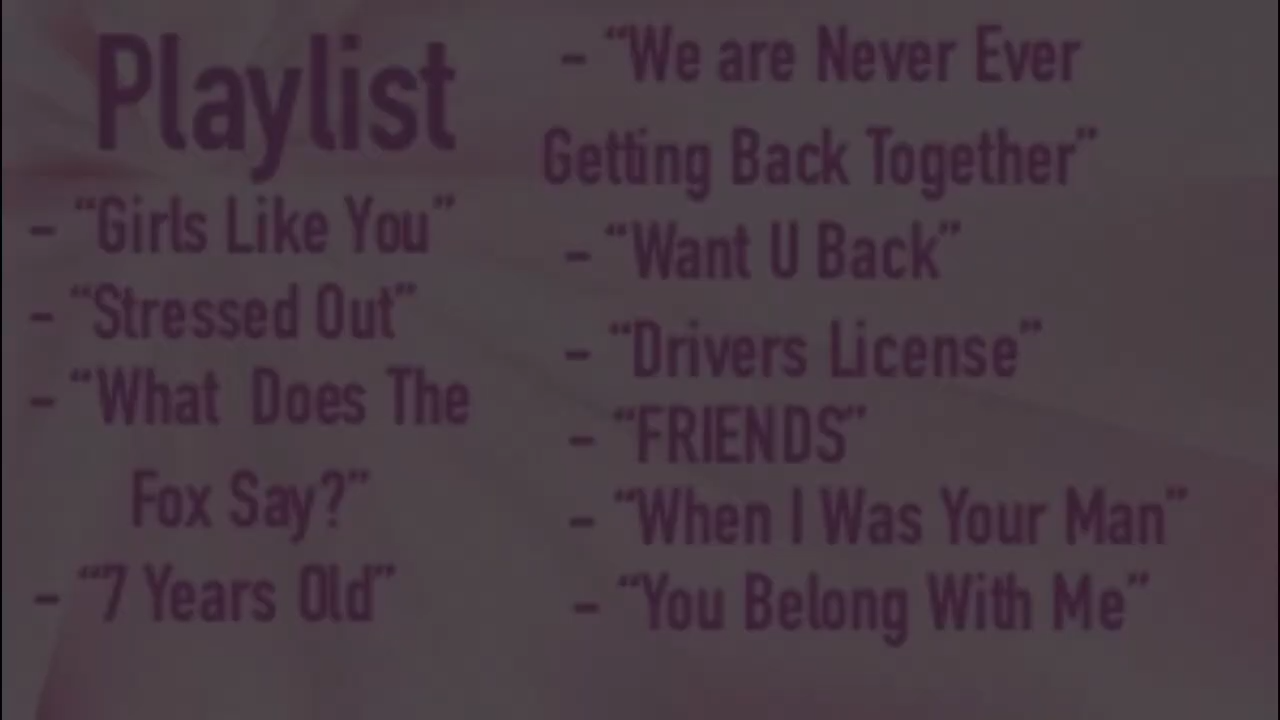 Playlist
- “Girls Like You”
- “Stressed Out”
- “What Does The
Fox Say?”
- “7 Years Old”
- “We are Never Ever
Getting Back Together”
- “Want U Back”
- “Drivers License”
- “FRIENDS”
- “When I Was Your Man”
- “You Belong With Me”